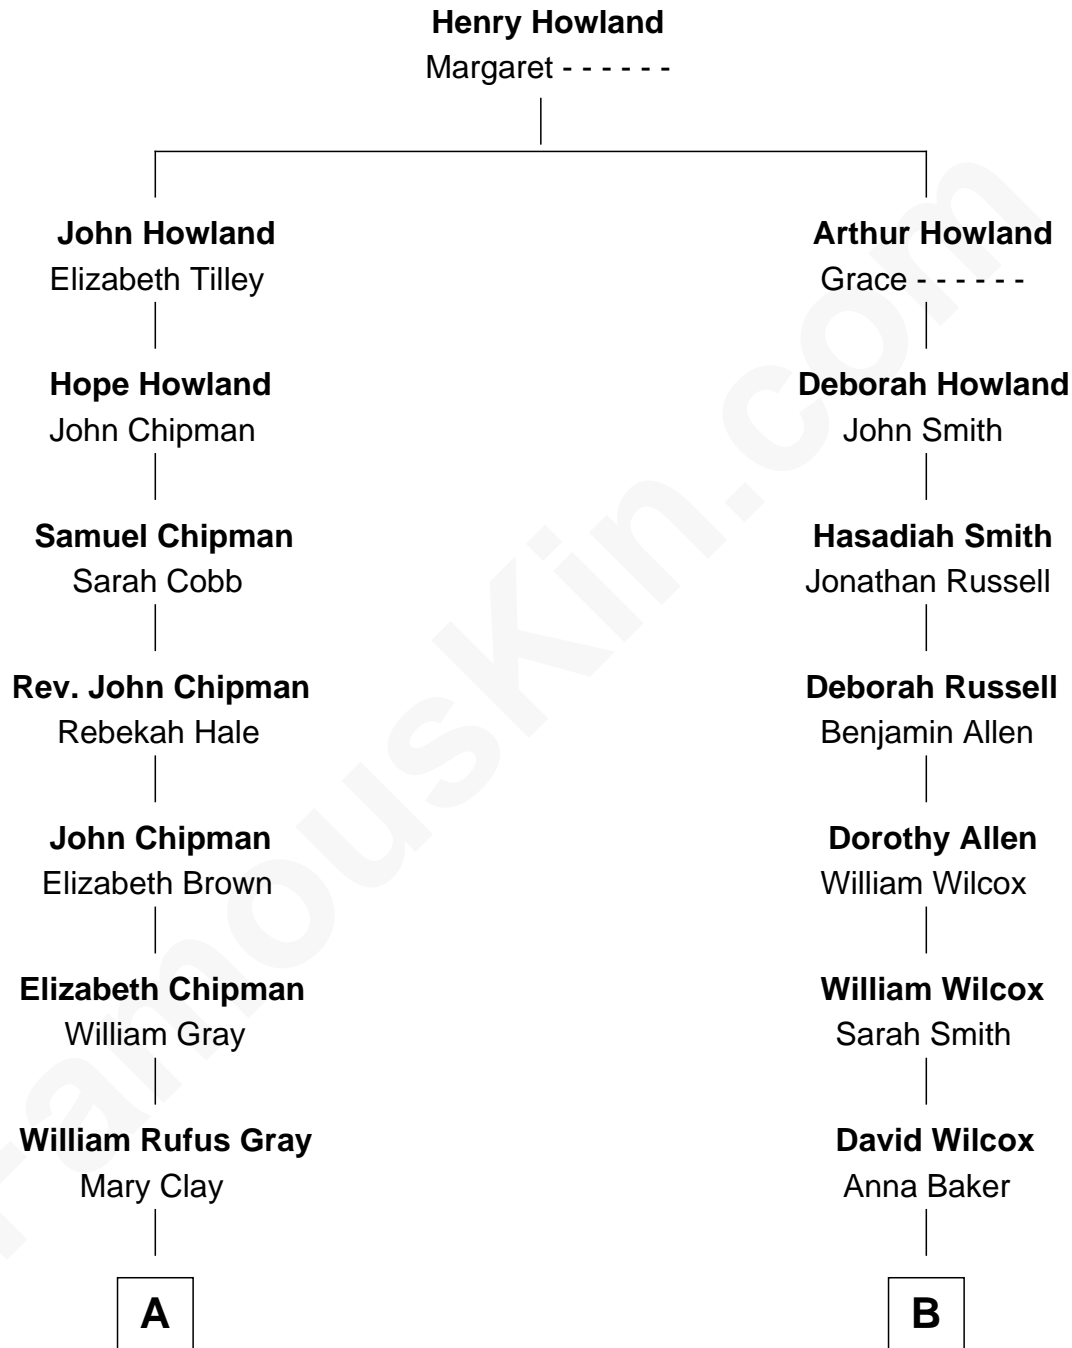 Henry Howland
Margaret - - - - - -
John Howland
Elizabeth Tilley
Arthur Howland
Grace - - - - - -
Hope Howland
John Chipman
Deborah Howland
John Smith
Samuel Chipman
Sarah Cobb
Hasadiah Smith
Jonathan Russell
Rev. John Chipman
Rebekah Hale
Deborah Russell
Benjamin Allen
John Chipman
Elizabeth Brown
Dorothy Allen
William Wilcox
Elizabeth Chipman
William Gray
William Wilcox
Sarah Smith
William Rufus Gray
Mary Clay
David Wilcox
Anna Baker
A
B
FamousKin.com